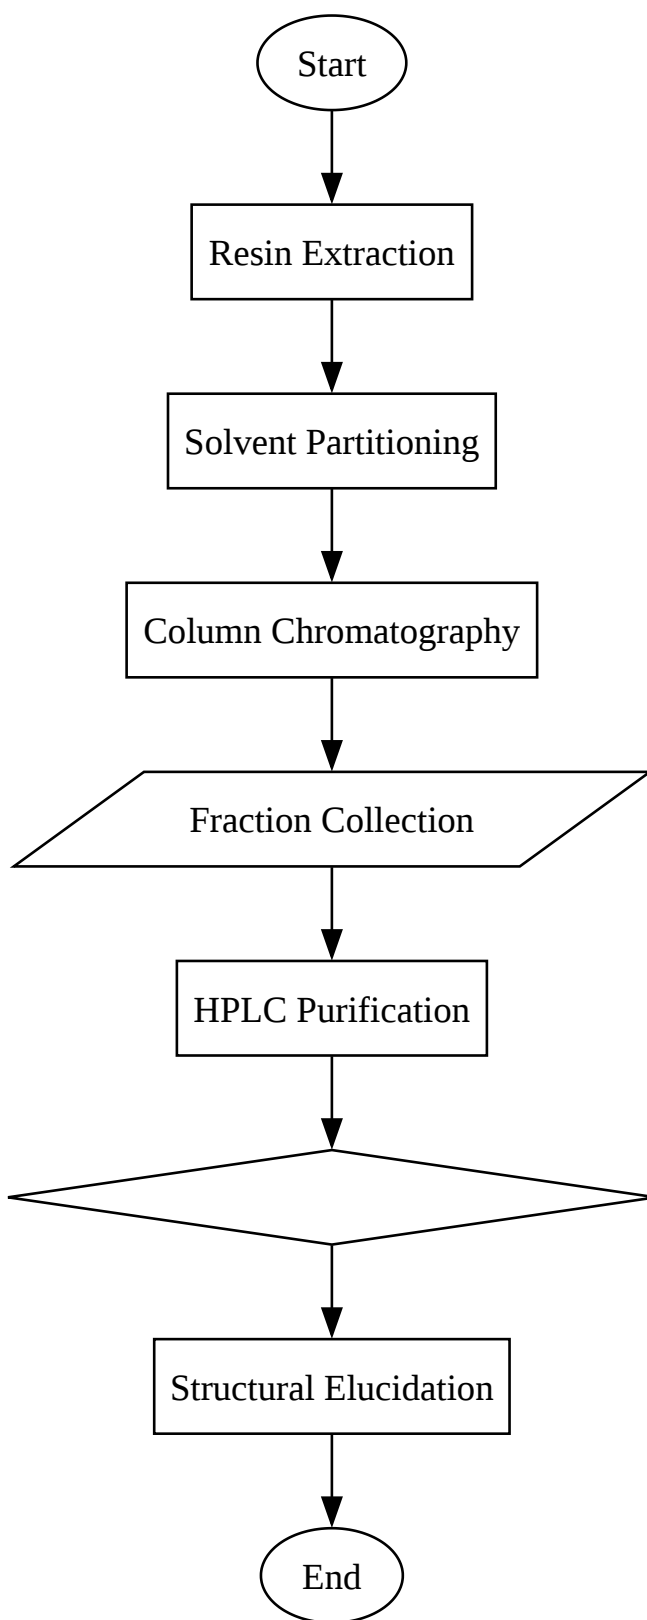 Start
Resin Extraction
Solvent Partitioning
Column Chromatography
Fraction Collection
HPLC Purification
Structural Elucidation
End